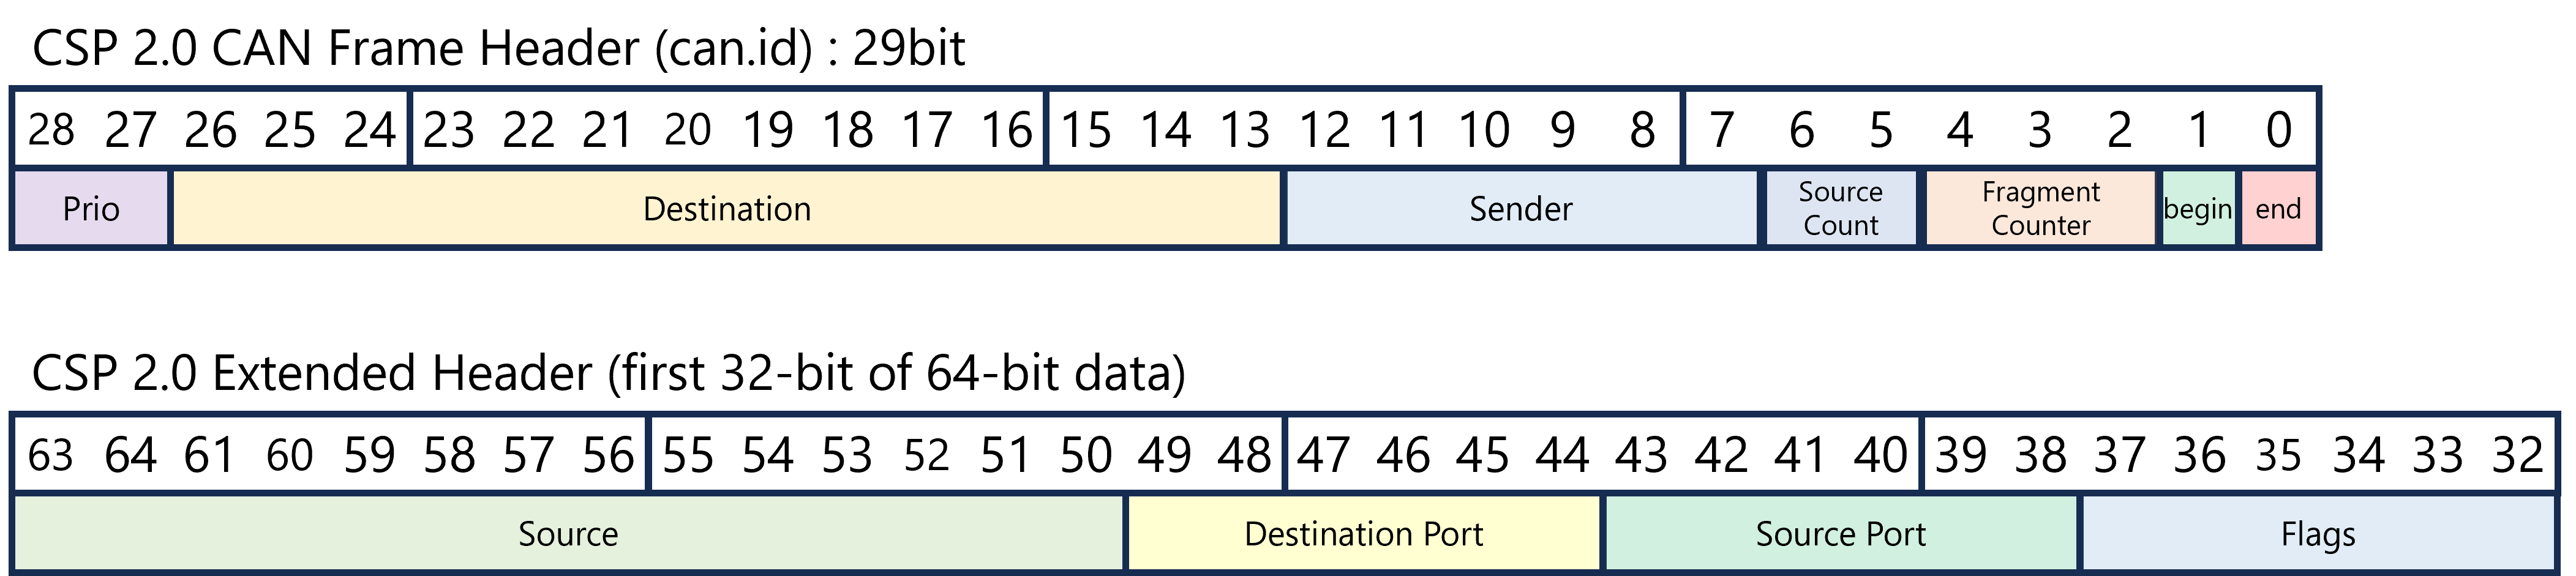 CSP 2.0 CAN Frame Header (can.id) : 29bit
28 27 26 25 24 23 22 21 20 19 18 17 16 15 14 13 12 11 10 9 8 7 6 5 4 3 2 1 0
Prio Destination Sender Source Count Fragment Counter begin end
CSP 2.0 Extended Header (first 32-bit of 64-bit data)
63 64 61 60 59 58 57 56 55 54 53 52 51 50 49 48 47 46 45 44 43 42 41 40 39 38 37 36 35 34 33 32
Source Destination Port Source Port Flags